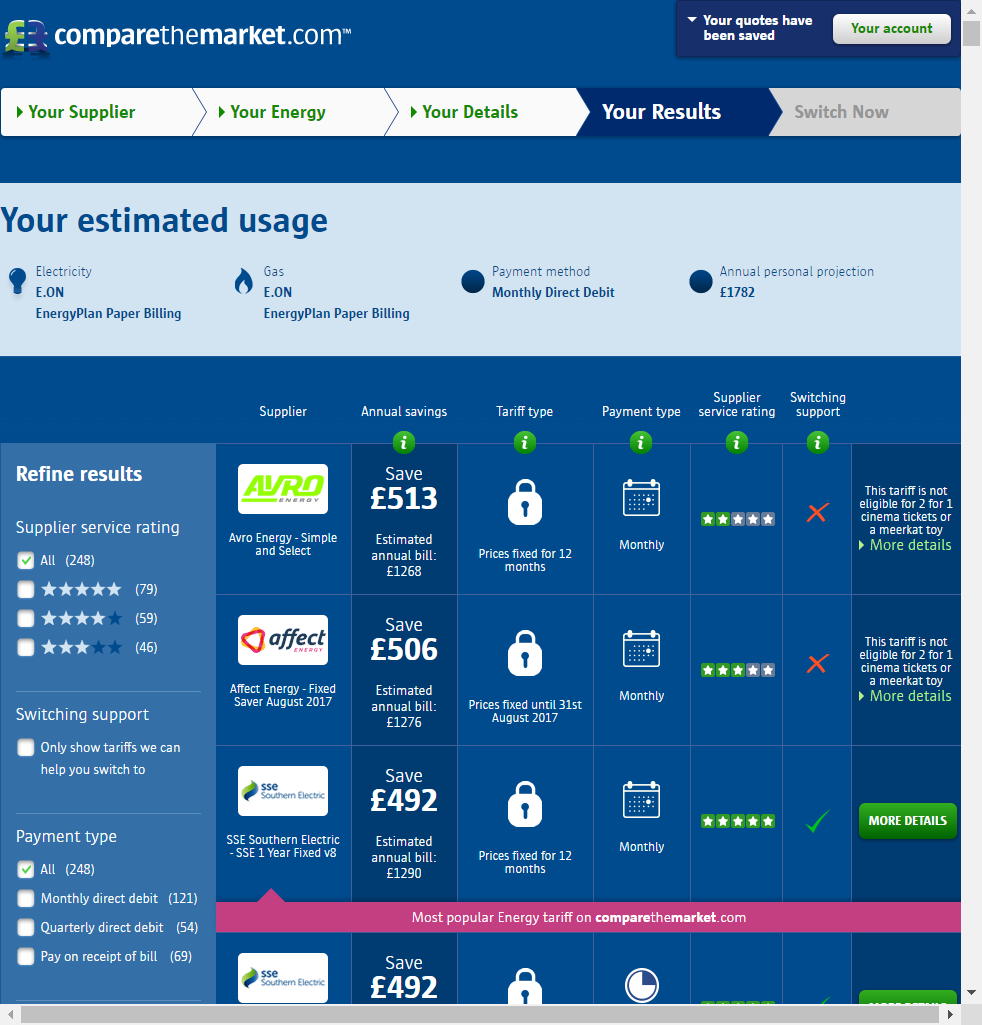 comparethemarket.com™
Your quotes have
been saved
Your account
Your Supplier
Your Energy
Your Details
Your Results
Switch Now
Your estimated usage
Electricity
E.ON
EnergyPlan Paper Billing
Gas
E.ON
EnergyPlan Paper Billing
Payment method
Monthly Direct Debit
Annual personal projection
£1782
Supplier
Annual savings
Tariff type
Payment type
Supplier
service rating
Switching
support
Refine results
Supplier service rating
All (248)
(79)
(59)
(46)
Switching support
Only show tariffs we can
help you switch to
Payment type
All (248)
Monthly direct debit (121)
Quarterly direct debit (54)
Pay on receipt of bill (69)
AVRO
ENERGY
Avro Energy - Simple
and Select
Save
£513
Estimated
annual bill:
£1268
Prices fixed for 12
months
Monthly
This tariff is not
eligible for 2 for 1
cinema tickets or
a meerkat toy
More details
affect
ENERGY
Affect Energy - Fixed
Saver August 2017
Save
£506
Estimated
annual bill:
£1276
Prices fixed until 31st
August 2017
Monthly
This tariff is not
eligible for 2 for 1
cinema tickets or
a meerkat toy
More details
sse
Southern Electric
SSE Southern Electric
- SSE 1 Year Fixed v8
Save
£492
Estimated
annual bill:
£1290
Prices fixed for 12
months
Monthly
MORE DETAILS
Most popular Energy tariff on comparethemarket.com
sse
Southern Electric
Save
£492
MORE DETAILS